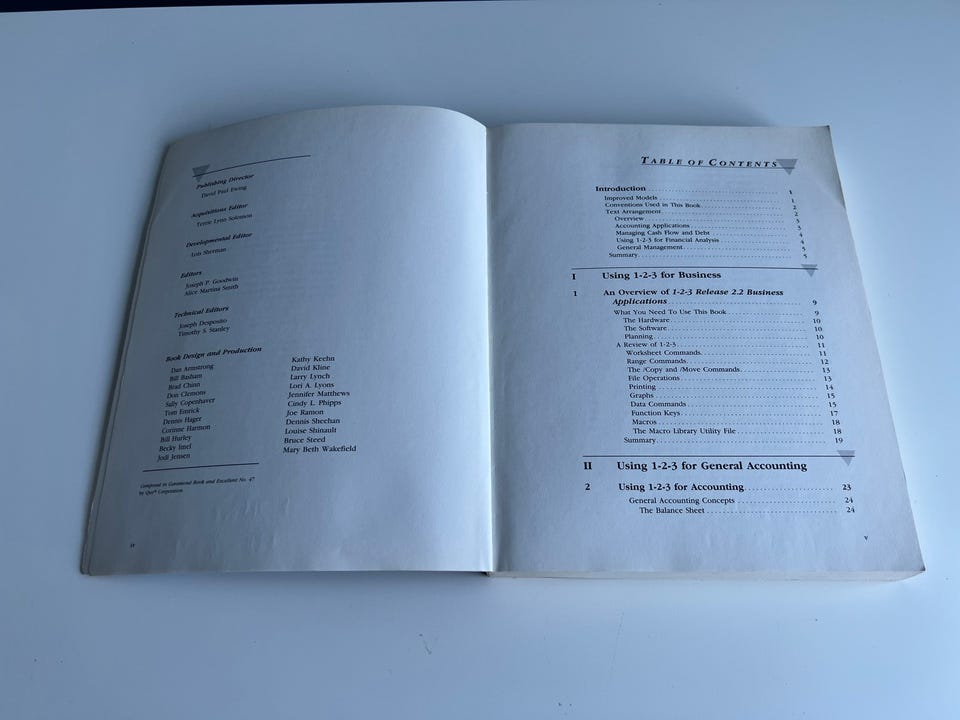 Publishing Director
David Paul Ewing
Acquisitions Editor
Terrie Lynn Solomon
Developmental Editor
Lois Sherman
Editors
Joseph P. Goodwin
Alice Martina Smith
Technical Editors
Joseph Desposito
Timothy S. Stanley
Book Design and Production
Dan Armstrong
Bill Basham
Brad Chinn
Don Clemons
Sally Copenhaver
Tom Emrick
Dennis Hager
Corinne Harmon
Bill Hurley
Becky Imel
Jodi Jensen
Kathy Keehn
David Kline
Larry Lynch
Lori A. Lyons
Jennifer Matthews
Cindy L. Phipps
Joe Ramon
Dennis Sheehan
Louise Shinault
Bruce Steed
Mary Beth Wakefield
Composed in Garamond Book and Excellent No. 47
by Que® Corporation.
iv
TABLE OF CONTENTS
Introduction 1
Improved Models 1
Conventions Used in This Book 2
Text Arrangement 2
Overview 3
Accounting Applications 3
Managing Cash Flow and Debt 4
Using 1-2-3 for Financial Analysis 4
General Management 5
Summary 5
I Using 1-2-3 for Business
1 An Overview of 1-2-3 Release 2.2 Business
Applications 9
What You Need To Use This Book 9
The Hardware 10
The Software 10
Planning 10
A Review of 1-2-3 11
Worksheet Commands 11
Range Commands 12
The /Copy and /Move Commands 13
File Operations 13
Printing 14
Graphs 15
Data Commands 15
Function Keys 17
Macros 18
The Macro Library Utility File 18
Summary 19
II Using 1-2-3 for General Accounting
2 Using 1-2-3 for Accounting 23
General Accounting Concepts 24
The Balance Sheet 24
v